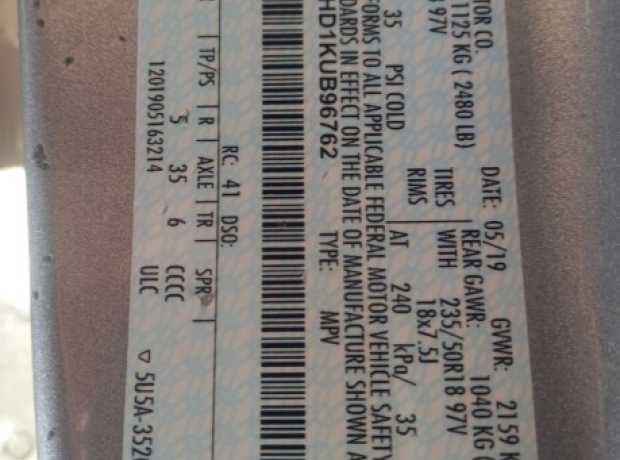 TOR CO. DATE: 05/19 GVWR: 2159 K
1125 KG ( 2480 LB) REAR GAWR: 1040 KG (
97V TIRES WITH 235/50R18 97V
RIMS 18x7.5J
35 PSI COLD AT 240 kPa/ 35
FORMS TO ALL APPLICABLE FEDERAL MOTOR VEHICLE SAFETY
DARDS IN EFFECT ON THE DATE OF MANUFACTURE SHOWN A
HD1KUB96762 TYPE: MPV
RC: 41 DSO:
TP/PS | R | AXLE | TR | SPR |
5 35 6 CCCC
1201905163214 ULC
▽ 5U5A-352